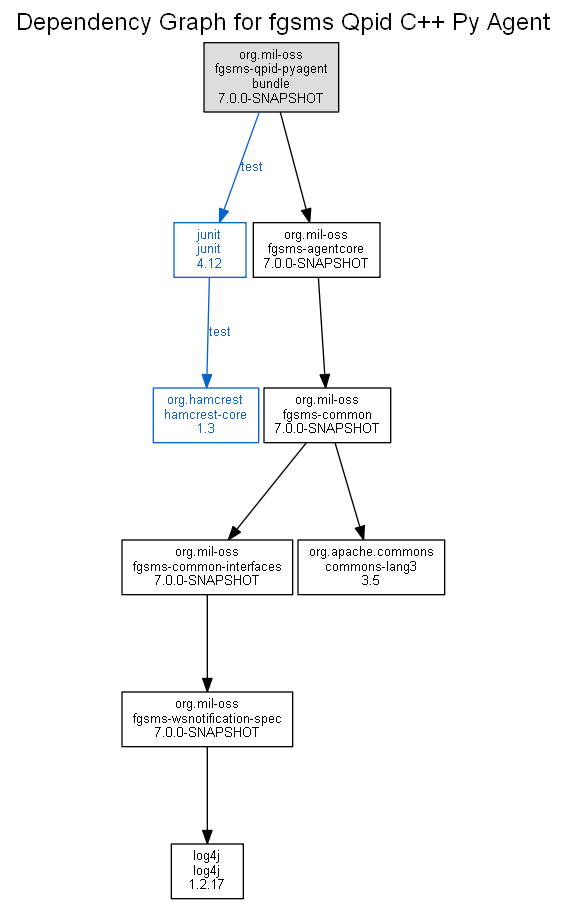 Dependency Graph for fgsms Qpid C++ Py Agent
org.mil-oss
fgsms-qpid-pyagent
bundle
7.0.0-SNAPSHOT
test
junit
junit
4.12
org.mil-oss
fgsms-agentcore
7.0.0-SNAPSHOT
test
org.hamcrest
hamcrest-core
1.3
org.mil-oss
fgsms-common
7.0.0-SNAPSHOT
org.mil-oss
fgsms-common-interfaces
7.0.0-SNAPSHOT
org.apache.commons
commons-lang3
3.5
org.mil-oss
fgsms-wsnotification-spec
7.0.0-SNAPSHOT
log4j
log4j
1.2.17